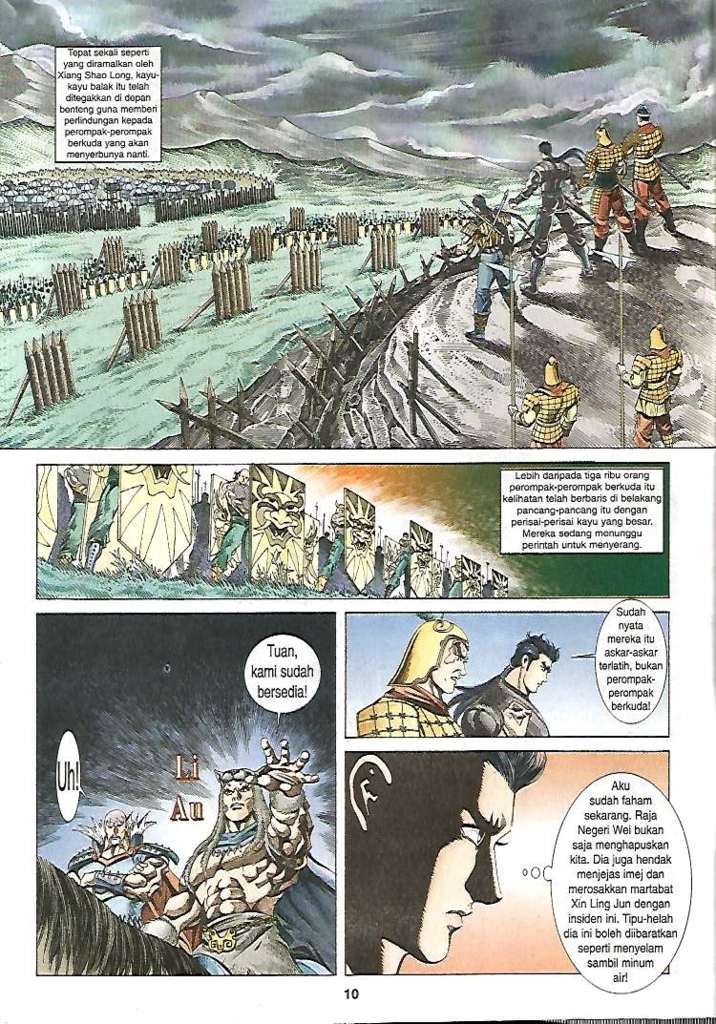 Tepat sekali seperti
yang diramalkan oleh
Xiang Shao Long, kayu-
kayu balak itu telah
ditegakkan di depan
benteng guna memberi
perlindungan kepada
perompak-perompak
berkuda yang akan
menyerbunya nanti.
Lebih daripada tiga ribu orang
perompak-perompak berkuda itu
kelihatan telah berbaris di belakang
pancang-pancang itu dengan
perisai-perisai kayu yang besar.
Mereka sedang menunggu
perintah untuk menyerang.
Tuan,
kami sudah
bersedia!
Uh!
Li
Au
Sudah
nyata
mereka itu
askar-askar
terlatih, bukan
perompak-
perompak
berkuda!
Aku
sudah faham
sekarang. Raja
Negeri Wei bukan
saja menghapuskan
kita. Dia juga hendak
menjejas imej dan
merosakkan martabat
Xin Ling Jun dengan
insiden ini. Tipu-helah
dia ini boleh diibaratkan
seperti menyelam
sambil minum
air!
10